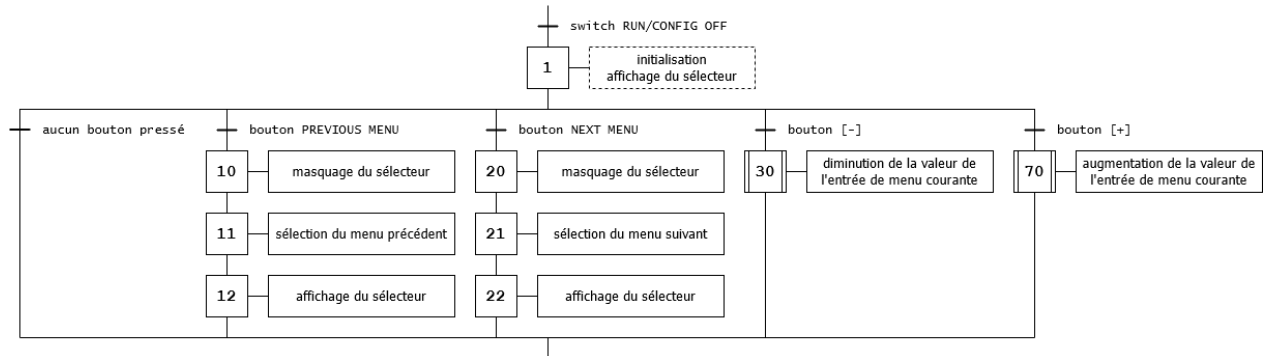 switch RUN/CONFIG OFF
1
initialisation
affichage du sélecteur
aucun bouton pressé
bouton PREVIOUS MENU
bouton NEXT MENU
bouton [-]
bouton [+]
10
masquage du sélecteur
20
masquage du sélecteur
30
diminution de la valeur de
l'entrée de menu courante
70
augmentation de la valeur de
l'entrée de menu courante
11
sélection du menu précédent
21
sélection du menu suivant
12
affichage du sélecteur
22
affichage du sélecteur